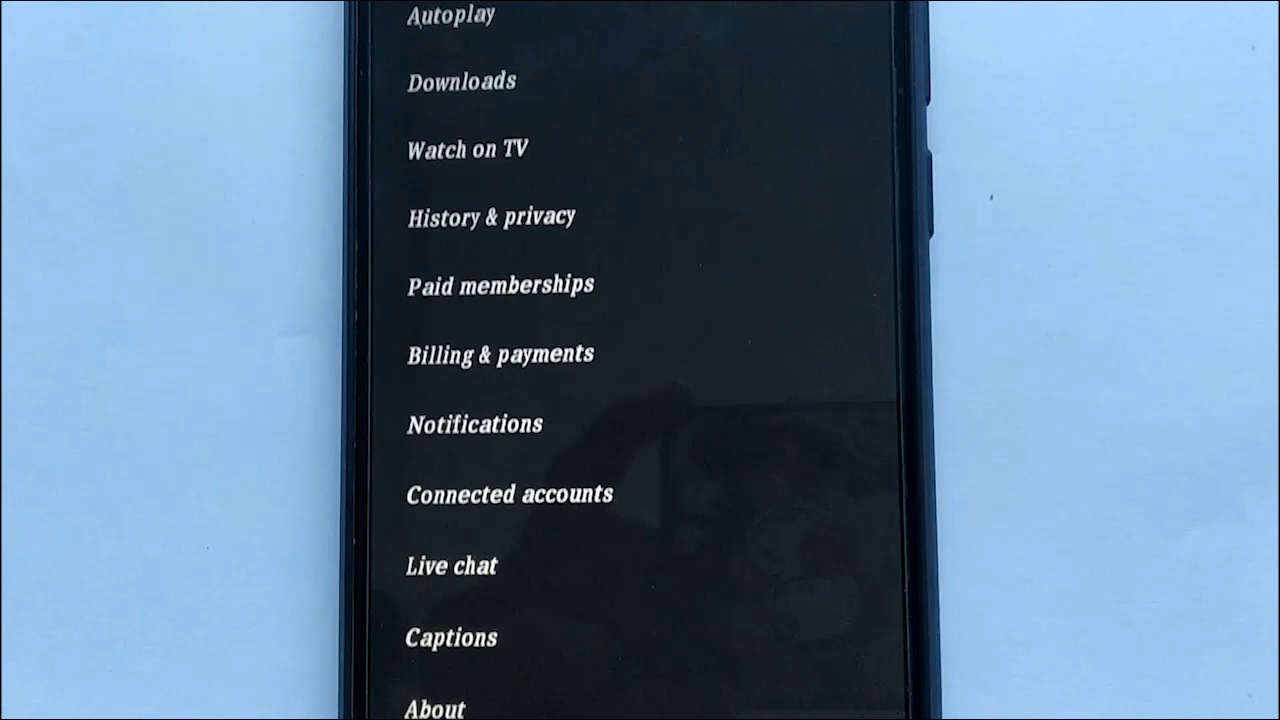 Autoplay
Downloads
Watch on TV
History & privacy
Paid memberships
Billing & payments
Notifications
Connected accounts
Live chat
Captions
About